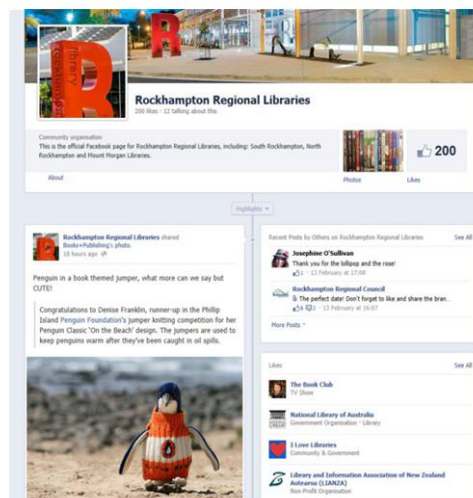 R
library
Rockhampton Regional Libraries
200 likes · 12 talking about this
Community organisation
This is the official Facebook page for Rockhampton Regional Libraries, including: South Rockhampton, North
Rockhampton and Mount Morgan Libraries.
200
About
Photos
Likes
Highlights
Rockhampton Regional Libraries shared
Books+Publishing's photo.
18 hours ago
Penguin in a book themed jumper, what more can we say but
CUTE!
Congratulations to Denise Franklin, runner-up in the Phillip
Island Penguin Foundation's jumper knitting competition for her
Penguin Classic 'On the Beach' design. The jumpers are used to
keep penguins warm after they've been caught in oil spills.
Recent Posts by Others on Rockhampton Regional Libraries
See All
Josephine O'Sullivan
Thank you for the lollipop and the rose!
1 · 13 February at 17:08
Rockhampton Regional Council
The perfect date! Don't forget to like and share the bran...
4 1 · 13 February at 16:07
More Posts
Likes
See All
The Book Club
TV Show
National Library of Australia
Government Organisation · Library
I Love Libraries
Community & Government
Library and Information Association of New Zealand
Aotearoa (LIANZA)
Non-Profit Organisation